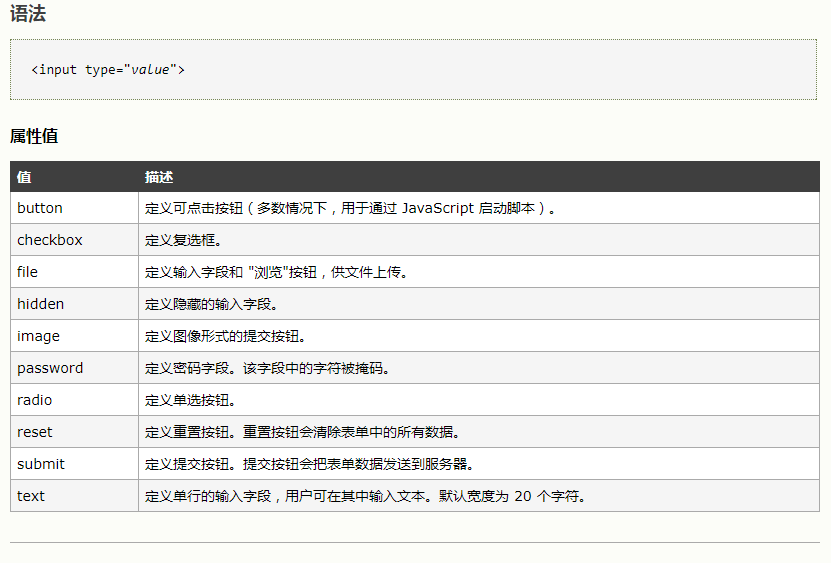 语法
<input type="value">
属性值
值 描述
button 定义可点击按钮（多数情况下，用于通过 JavaScript 启动脚本）。
checkbox 定义复选框。
file 定义输入字段和 "浏览"按钮，供文件上传。
hidden 定义隐藏的输入字段。
image 定义图像形式的提交按钮。
password 定义密码字段。该字段中的字符被掩码。
radio 定义单选按钮。
reset 定义重置按钮。重置按钮会清除表单中的所有数据。
submit 定义提交按钮。提交按钮会把表单数据发送到服务器。
text 定义单行的输入字段，用户可在其中输入文本。默认宽度为 20 个字符。